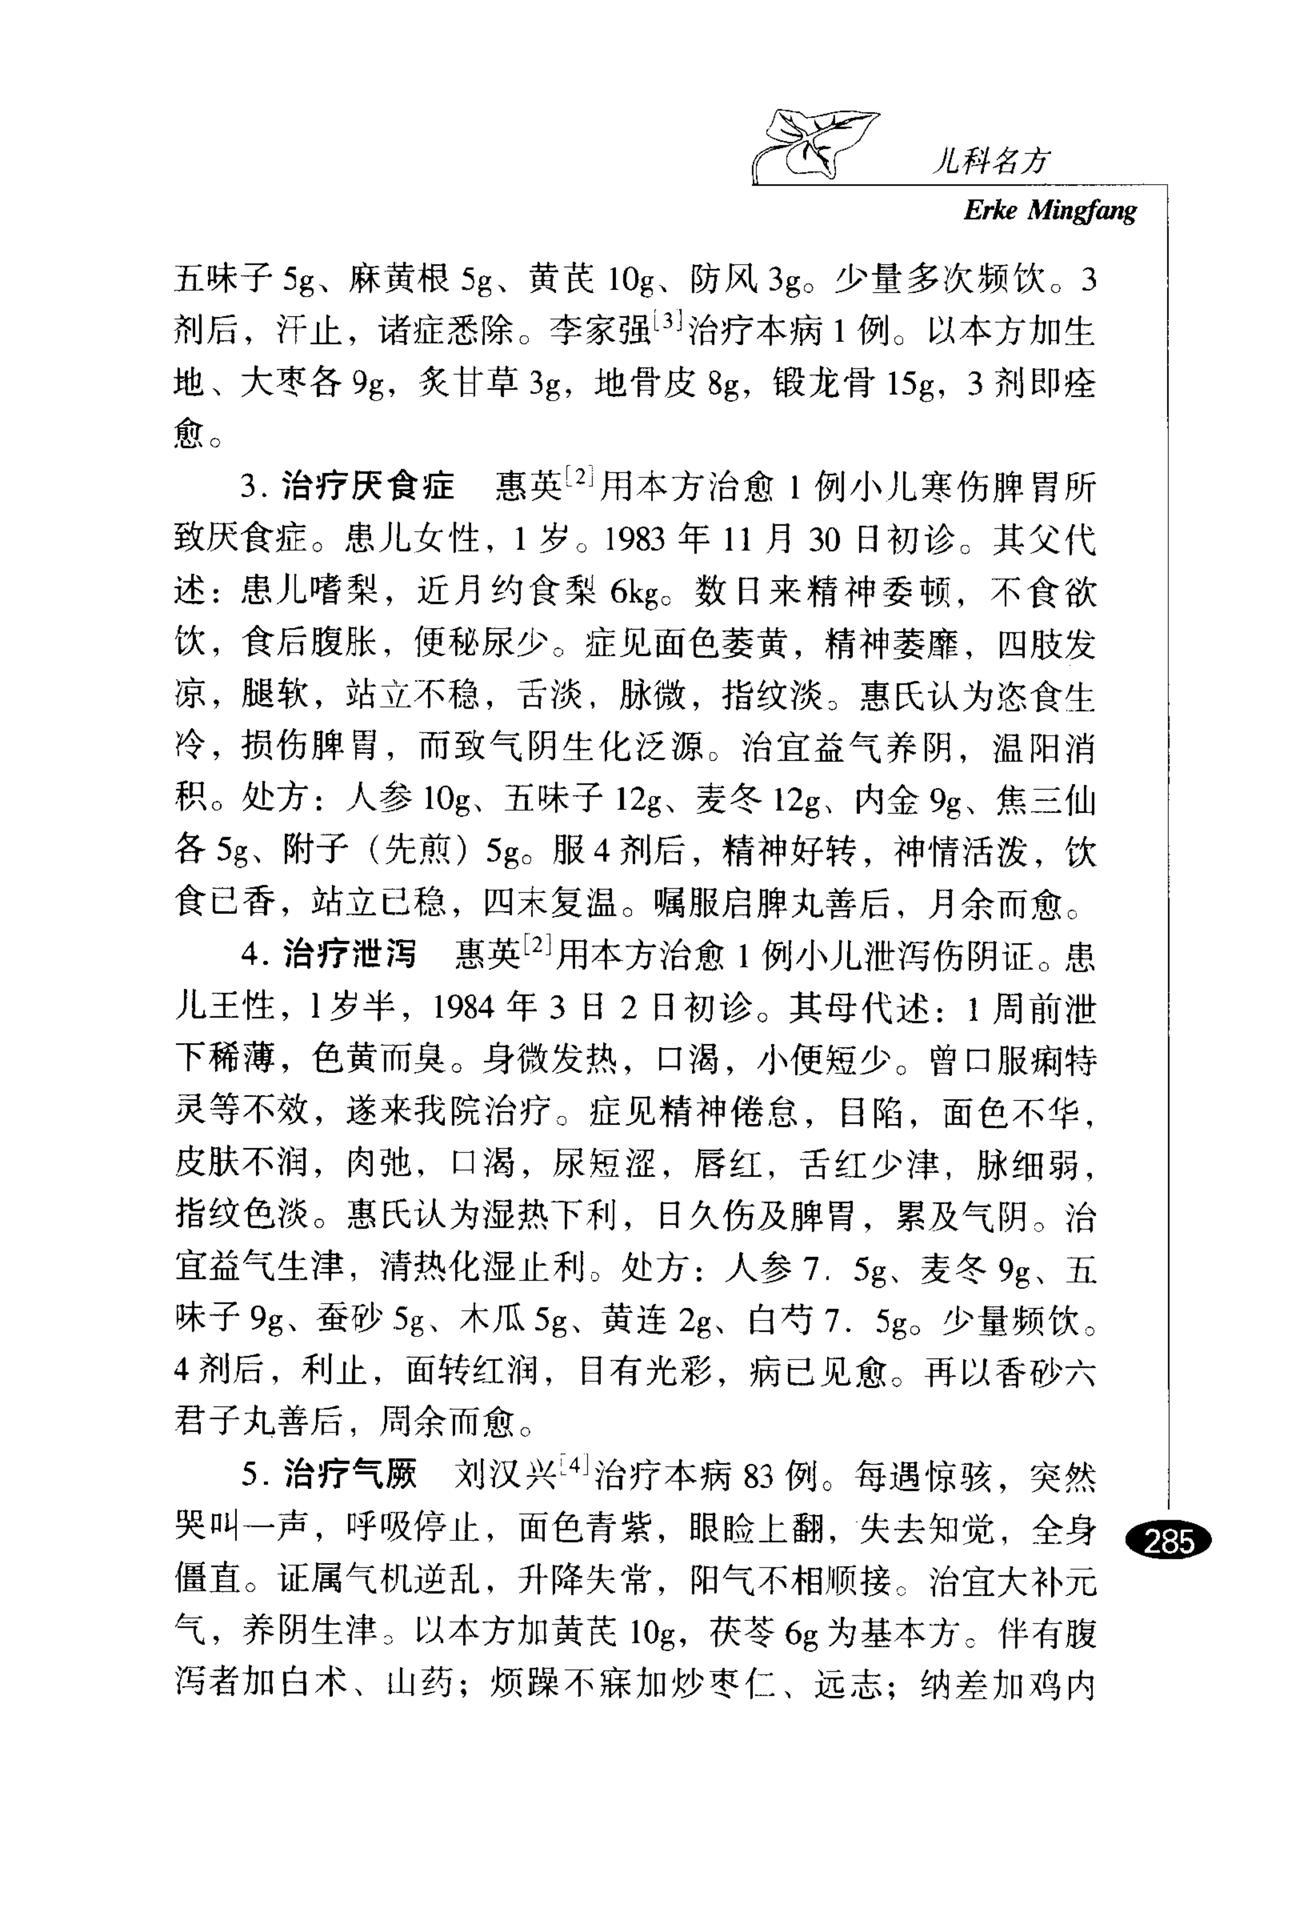 儿科名方
Erke Mingfang
五味子 5g、麻黄根 5g、黄芪 10g、防风 3g。少量多次频饮。3
剂后，汗止，诸症悉除。李家强[3]治疗本病 1 例。以本方加生
地、大枣各 9g，炙甘草 3g，地骨皮 8g，锻龙骨 15g，3 剂即痊
愈。
3. 治疗厌食症 惠英[2]用本方治愈 1 例小儿寒伤脾胃所
致厌食症。患儿女性，1 岁。1983 年 11 月 30 日初诊。其父代
述：患儿嗜梨，近月约食梨 6kg。数日来精神委顿，不食欲
饮，食后腹胀，便秘尿少。症见面色萎黄，精神萎靡，四肢发
凉，腿软，站立不稳，舌淡，脉微，指纹淡。惠氏认为恣食生
冷，损伤脾胃，而致气阴生化泛源。治宜益气养阴，温阳消
积。处方：人参 10g、五味子 12g、麦冬 12g、内金 9g、焦三仙
各 5g、附子（先煎）5g。服 4 剂后，精神好转，神情活泼，饮
食已香，站立已稳，四末复温。嘱服启脾丸善后，月余而愈。
4. 治疗泄泻 惠英[2]用本方治愈 1 例小儿泄泻伤阴证。患
儿王性，1岁半，1984 年 3 日 2 日初诊。其母代述：1 周前泄
下稀薄，色黄而臭。身微发热，口渴，小便短少。曾口服痢特
灵等不效，遂来我院治疗。症见精神倦怠，目陷，面色不华，
皮肤不润，肉弛，口渴，尿短涩，唇红，舌红少津，脉细弱，
指纹色淡。惠氏认为湿热下利，日久伤及脾胃，累及气阴。治
宜益气生津，清热化湿止利。处方：人参 7．5g、麦冬 9g、五
味子 9g、蚕砂 5g、木瓜 5g、黄连 2g、白芍 7．5g。少量频饮。
4 剂后，利止，面转红润，目有光彩，病已见愈。再以香砂六
君子丸善后，周余而愈。
5. 治疗气厥 刘汉兴[4]治疗本病 83 例。每遇惊骇，突然
哭叫一声，呼吸停止，面色青紫，眼睑上翻，失去知觉，全身
僵直。证属气机逆乱，升降失常，阳气不相顺接。治宜大补元
气，养阴生津。以本方加黄芪 10g，茯苓 6g 为基本方。伴有腹
泻者加白术、山药；烦躁不寐加炒枣仁、远志；纳差加鸡内
285